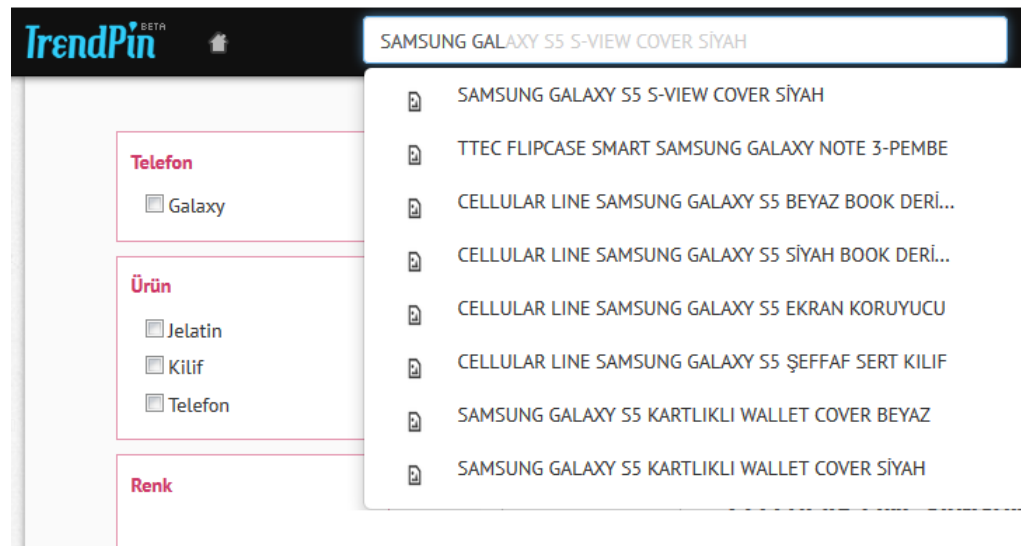 TrendPin BETA
SAMSUNG GALAXY S5 S-VIEW COVER SİYAH
SAMSUNG GALAXY S5 S-VIEW COVER SİYAH
TTEC FLIPCASE SMART SAMSUNG GALAXY NOTE 3-PEMBE
CELLULAR LINE SAMSUNG GALAXY S5 BEYAZ BOOK DERİ...
CELLULAR LINE SAMSUNG GALAXY S5 SİYAH BOOK DERİ...
CELLULAR LINE SAMSUNG GALAXY S5 EKRAN KORUYUCU
CELLULAR LINE SAMSUNG GALAXY S5 ŞEFFAF SERT KILIF
SAMSUNG GALAXY S5 KARTLIKLI WALLET COVER BEYAZ
SAMSUNG GALAXY S5 KARTLIKLI WALLET COVER SİYAH
Telefon
Galaxy
Ürün
Jelatin
Kilif
Telefon
Renk